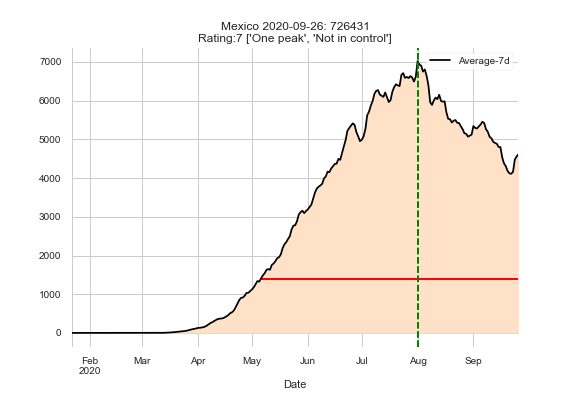 Mexico 2020-09-26: 726431
Rating:7 ['One peak', 'Not in control']
Average-7d
7000
6000
5000
4000
3000
2000
1000
0
Feb Mar Apr May Jun Jul Aug Sep
2020
Date